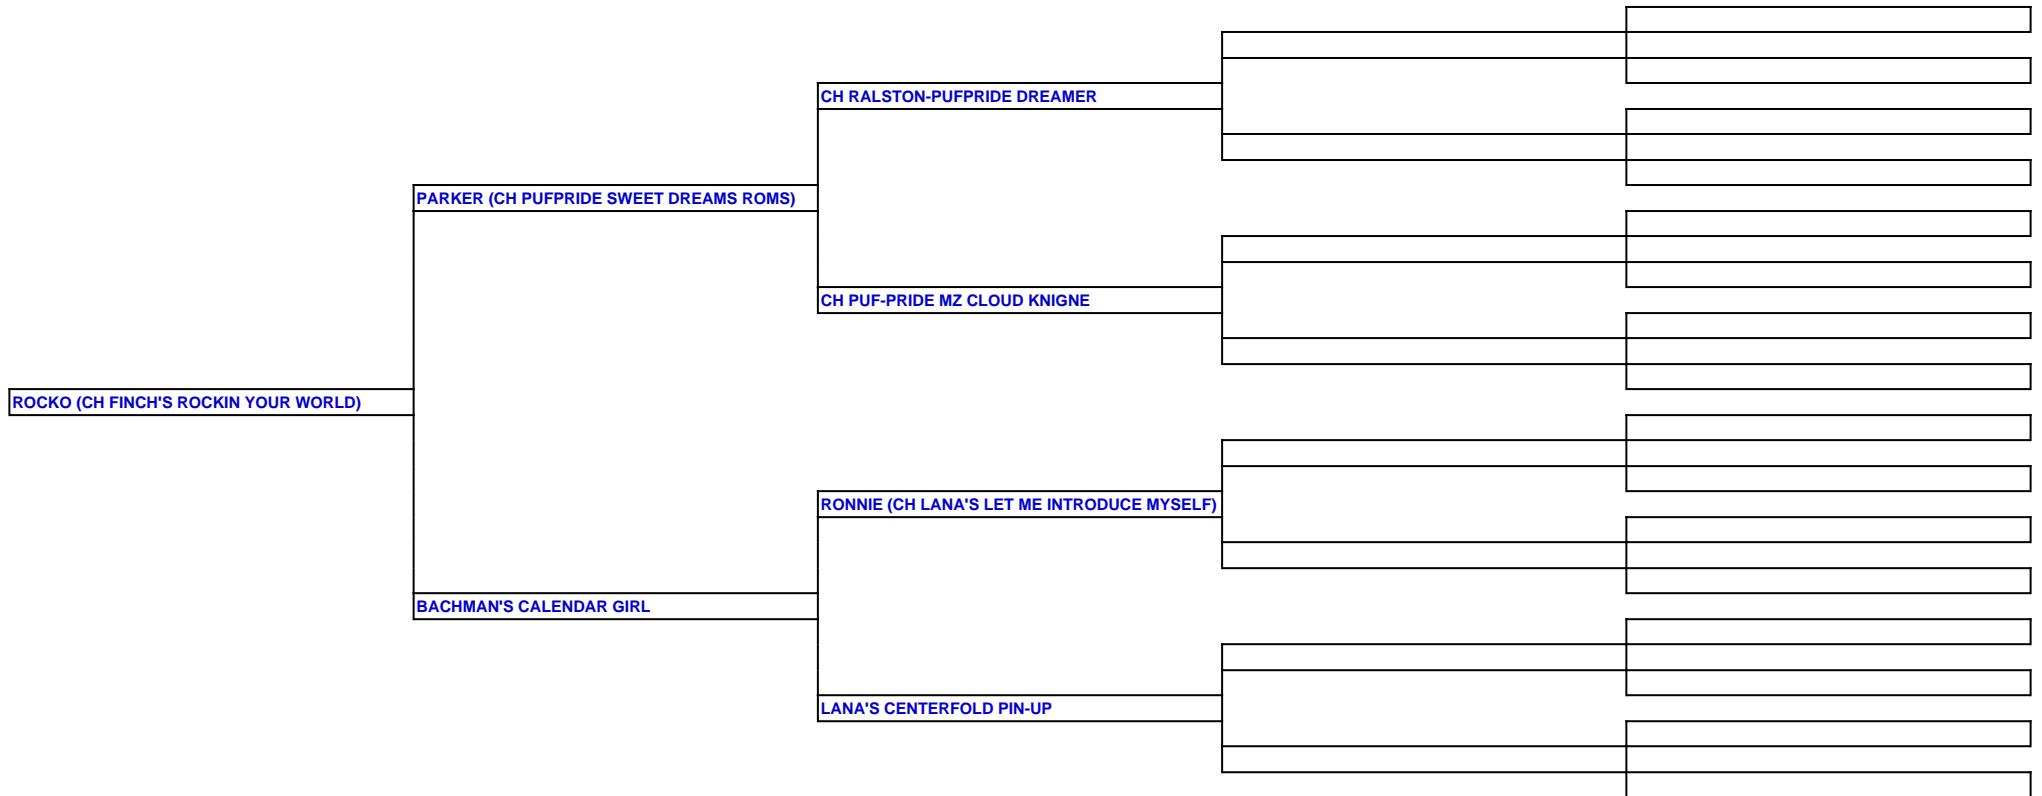 CH RALSTON-PUFPRIDE DREAMER
PARKER (CH PUFPRIDE SWEET DREAMS ROMS)
CH PUF-PRIDE MZ CLOUD KNIGNE
ROCKO (CH FINCH'S ROCKIN YOUR WORLD)
RONNIE (CH LANA'S LET ME INTRODUCE MYSELF)
BACHMAN'S CALENDAR GIRL
LANA'S CENTERFOLD PIN-UP